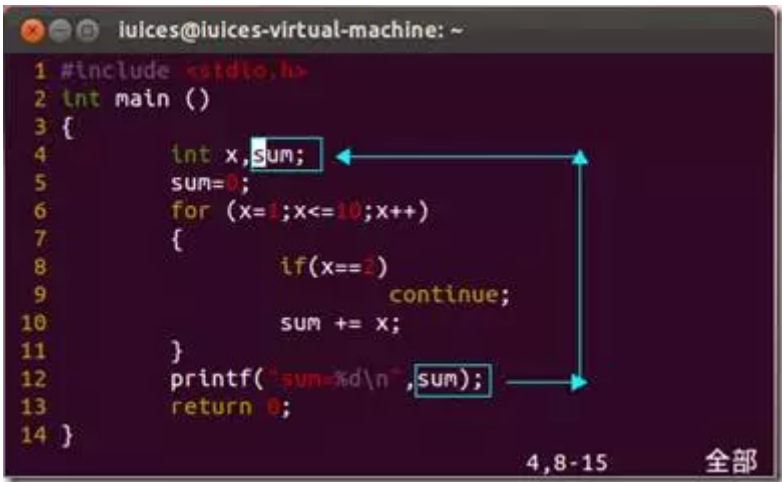 iuices@iuices-virtual-machine: ~
1 #include <stdio.h>
2 int main ()
3 {
4 int x,sum;
5 sum=0;
6 for (x=1;x<=10;x++)
7 {
8 if(x==2)
9 continue;
10 sum += x;
11 }
12 printf("sum=%d\n",sum);
13 return 0;
14 }
4,8-15 全部